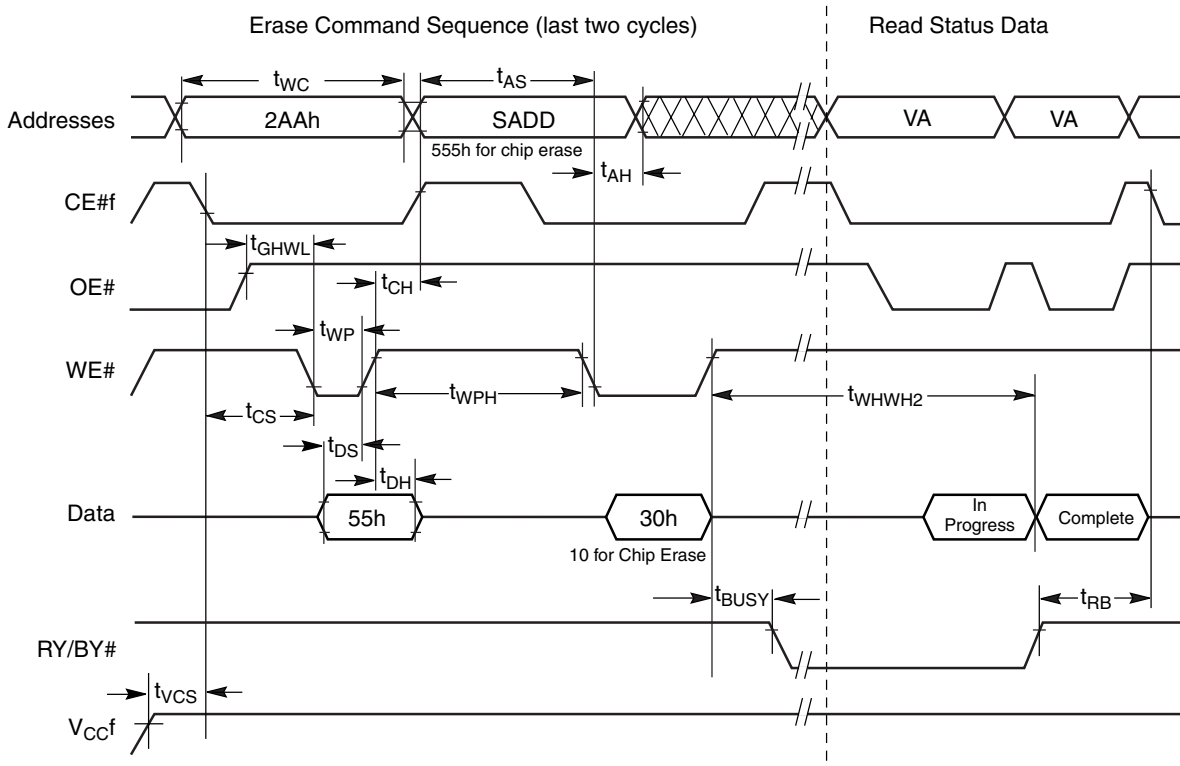 Erase Command Sequence (last two cycles)
Read Status Data
tWC
tAS
Addresses
2AAh
SADD
VA
VA
555h for chip erase
tAH
CE#f
tGHWL
OE#
tCH
tWP
WE#
tWPH
tWHWH2
tCS
tDS
tDH
Data
55h
30h
In
Progress
Complete
10 for Chip Erase
tBUSY
tRB
RY/BY#
tVCS
VCCf